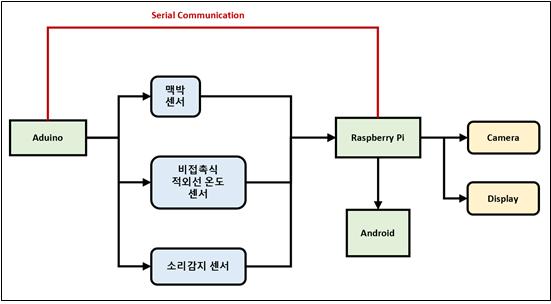 Serial Communication
맥박
센서
Aduino
Raspberry Pi
Camera
비접촉식
적외선 온도
센서
Display
Android
소리감지 센서